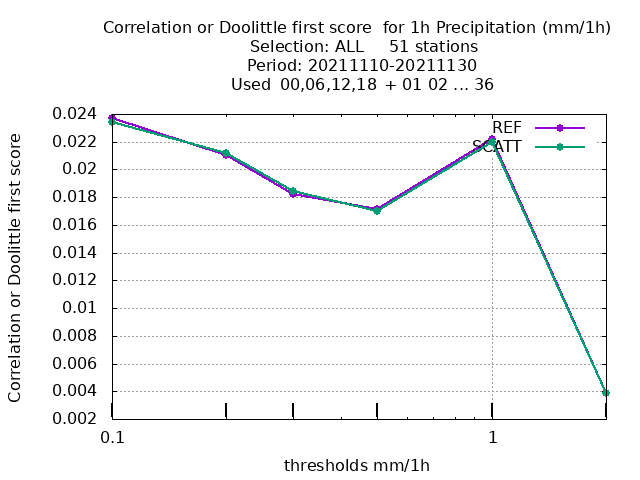 Correlation or Doolittle first score  for 1h Precipitation (mm/1h)
Selection: ALL     51 stations
Period: 20211110-20211130
Used  00,06,12,18 + 01 02 ... 36
Correlation or Doolittle first score
0.024
0.022
0.02
0.018
0.016
0.014
0.012
0.01
0.008
0.006
0.004
0.002
REF
SCATT
0.1
1
thresholds mm/1h